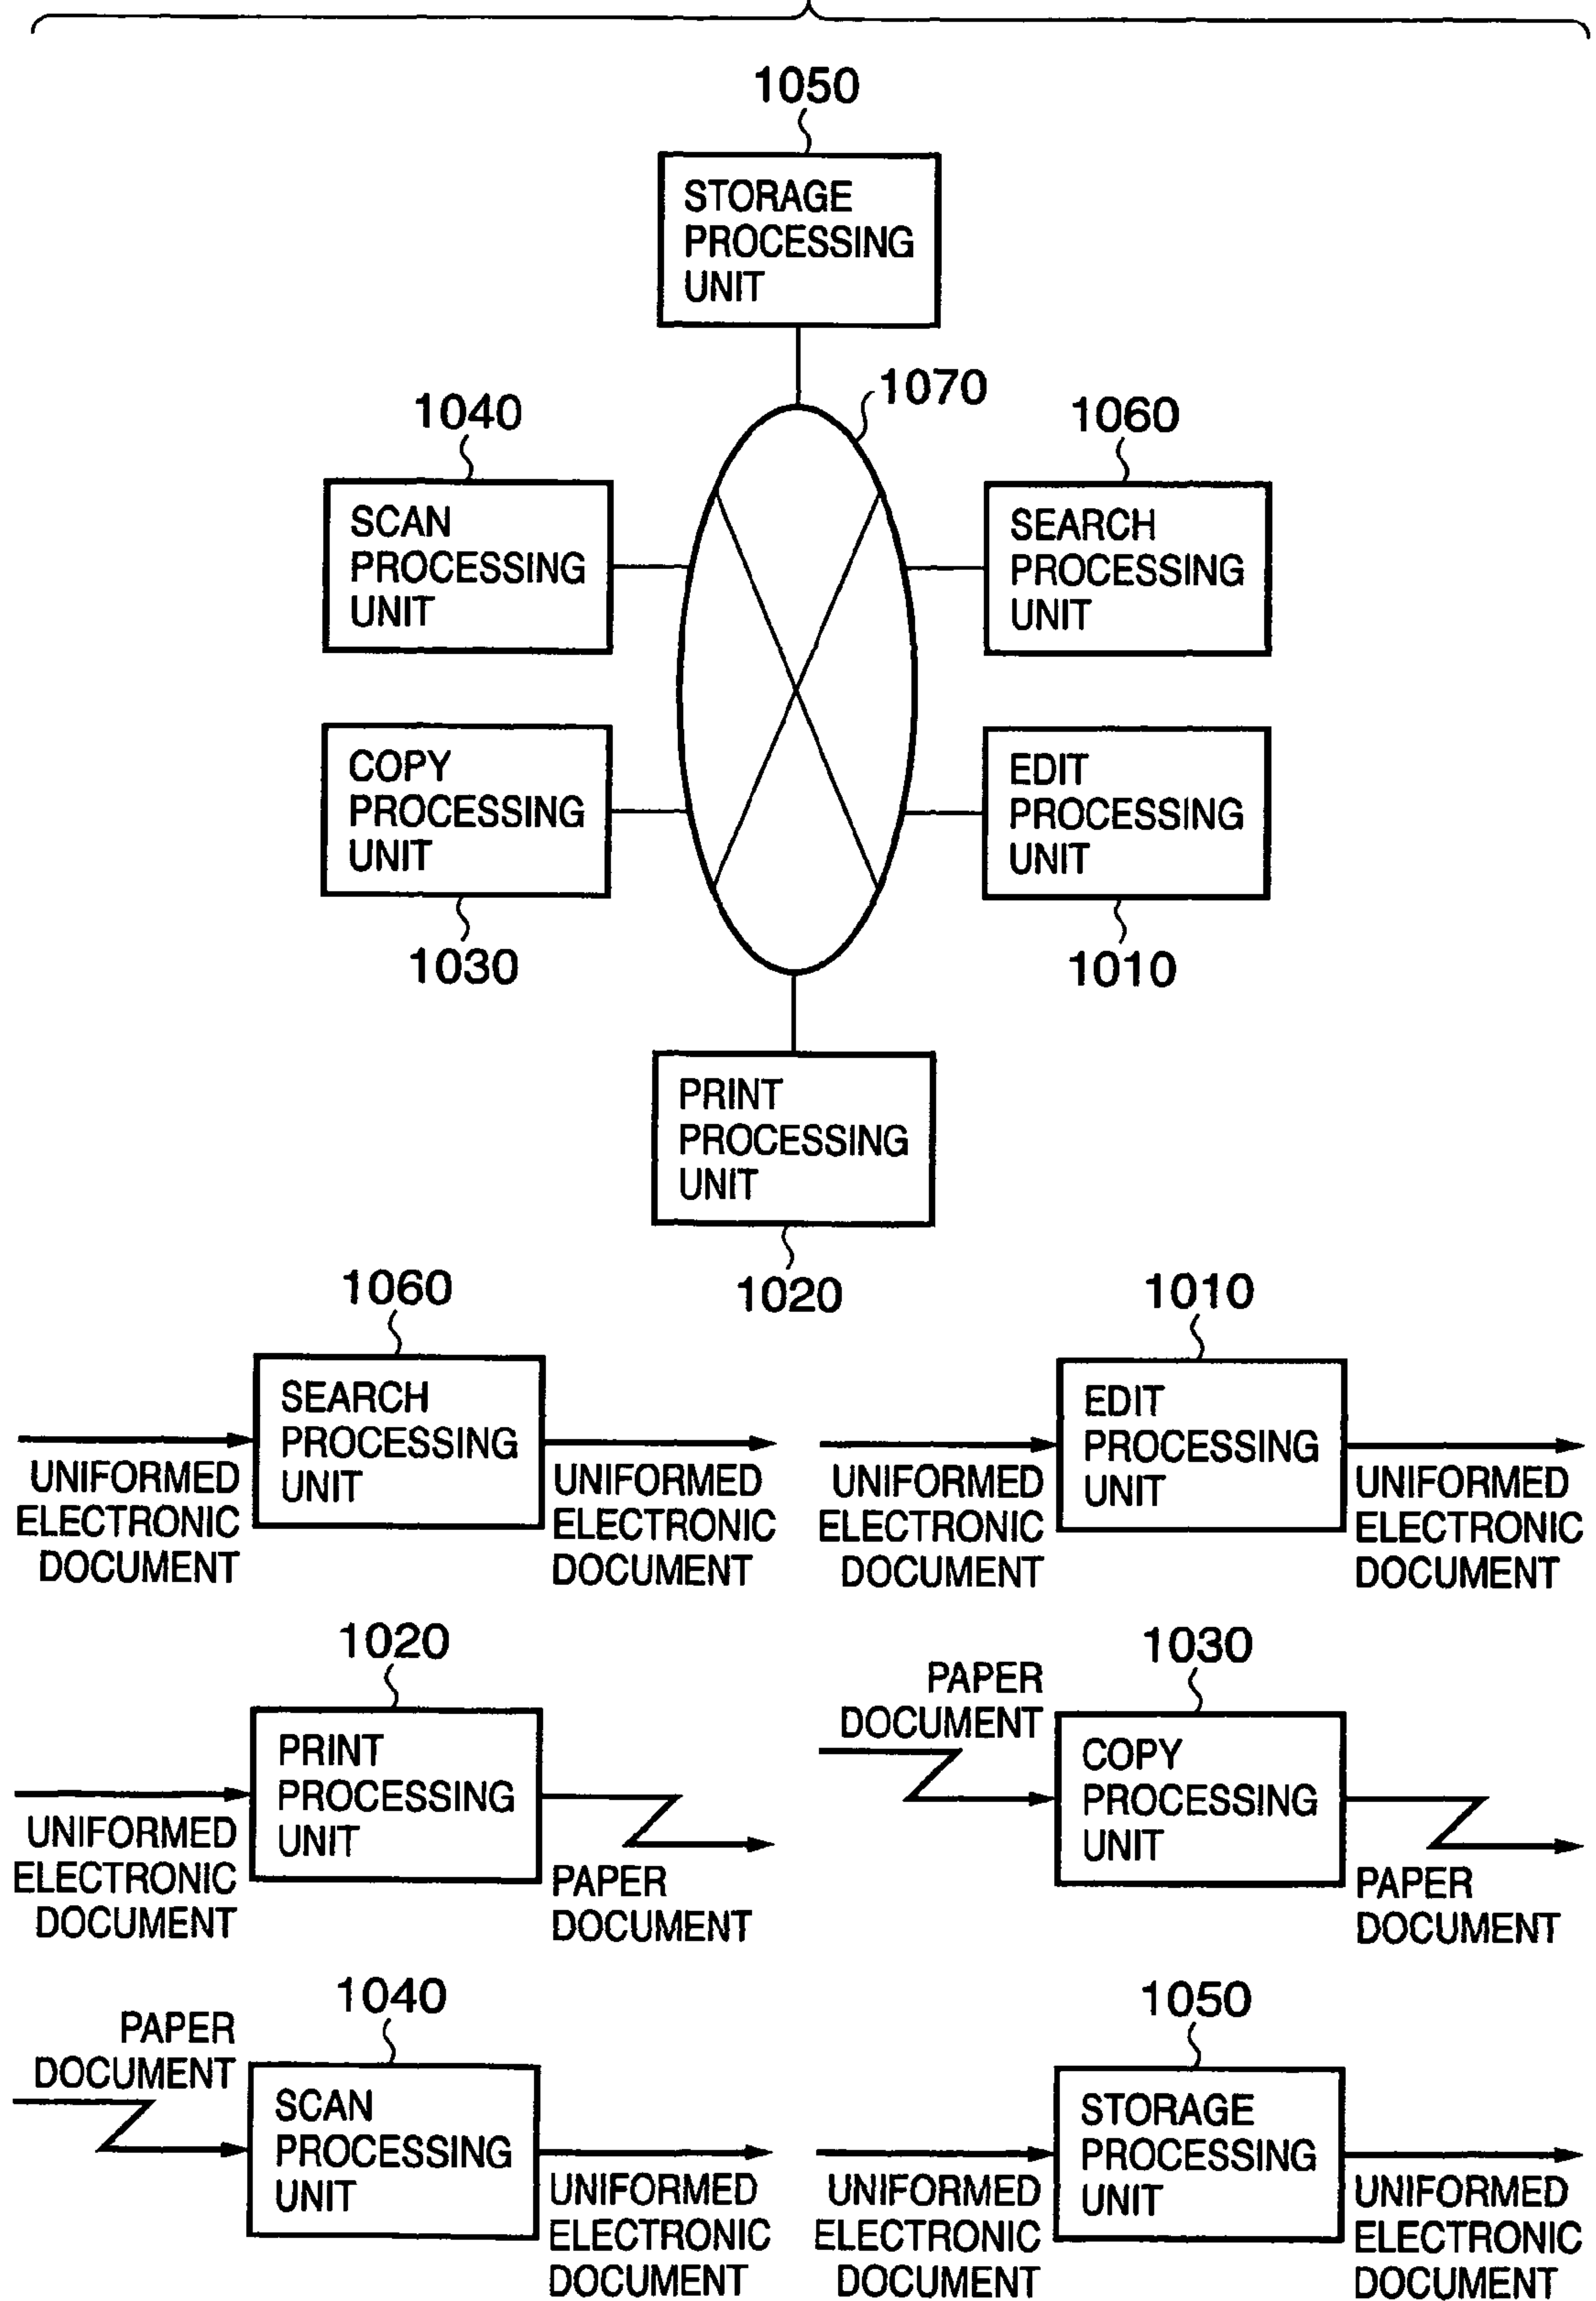 1050
STORAGE
PROCESSING
UNIT
1070
1040
SCAN
PROCESSING
UNIT
1060
SEARCH
PROCESSING
UNIT
COPY
PROCESSING
UNIT
1030
EDIT
PROCESSING
UNIT
1010
PRINT
PROCESSING
UNIT
1020
1060
UNIFORMED
ELECTRONIC
DOCUMENT
SEARCH
PROCESSING
UNIT
UNIFORMED
ELECTRONIC
DOCUMENT
1010
UNIFORMED
ELECTRONIC
DOCUMENT
EDIT
PROCESSING
UNIT
UNIFORMED
ELECTRONIC
DOCUMENT
1020
UNIFORMED
ELECTRONIC
DOCUMENT
PRINT
PROCESSING
UNIT
PAPER
DOCUMENT
1030
PAPER
DOCUMENT
COPY
PROCESSING
UNIT
PAPER
DOCUMENT
1040
PAPER
DOCUMENT
SCAN
PROCESSING
UNIT
UNIFORMED
ELECTRONIC
DOCUMENT
1050
UNIFORMED
ELECTRONIC
DOCUMENT
STORAGE
PROCESSING
UNIT
UNIFORMED
ELECTRONIC
DOCUMENT